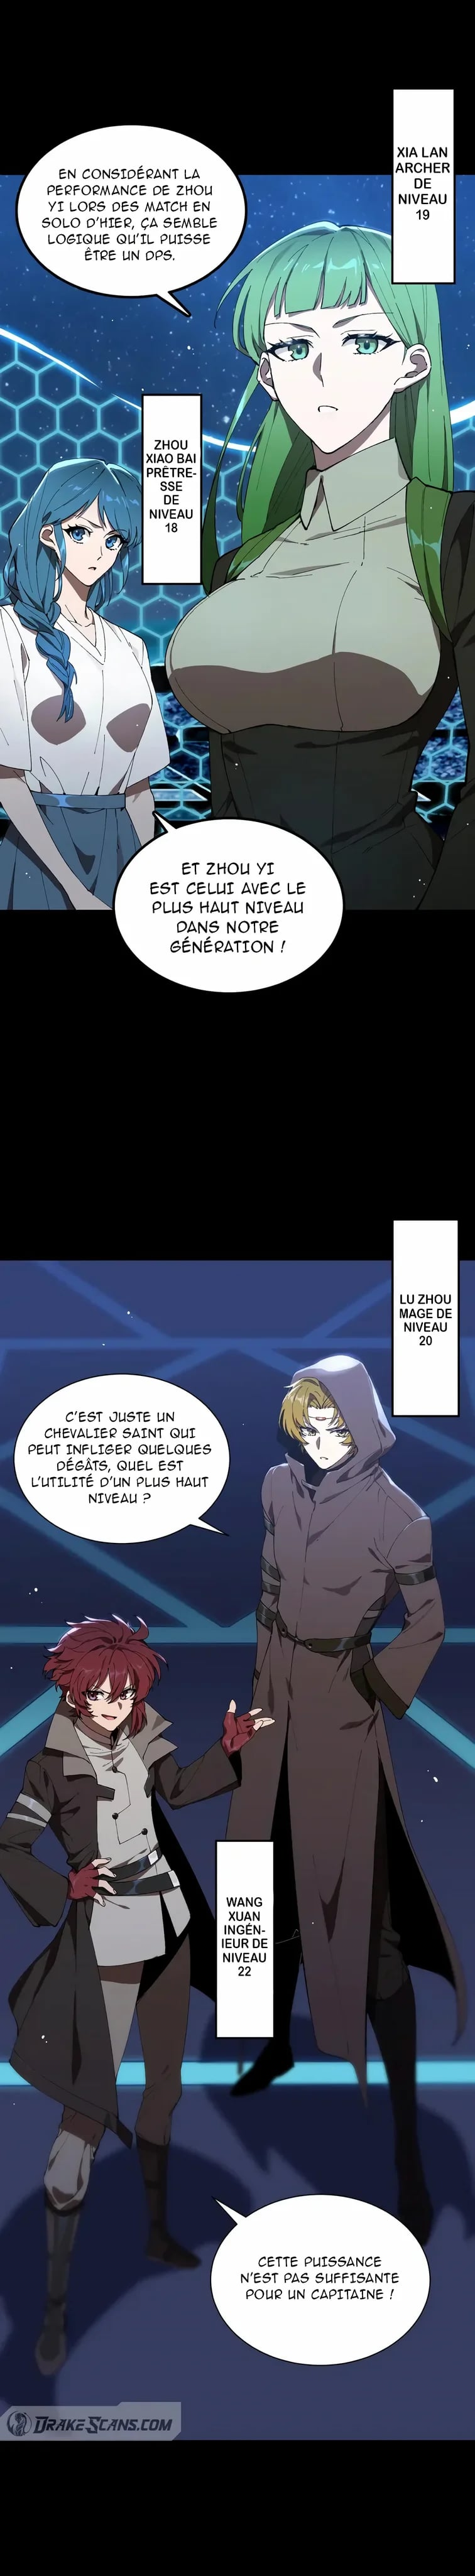 XIA LAN
ARCHER
DE
NIVEAU
19
EN CONSIDÉRANT LA
PERFORMANCE DE ZHOU
YI LORS DES MATCH EN
SOLO D'HIER, ÇA SEMBLE
LOGIQUE QU'IL PUISSE
ÊTRE UN DPS.
ZHOU
XIAO BAI
PRÊTRE-
SSE
DE
NIVEAU
18
ET ZHOU YI
EST CELUI AVEC LE
PLUS HAUT NIVEAU
DANS NOTRE
GÉNÉRATION !
LU ZHOU
MAGE DE
NIVEAU
20
C'EST JUSTE UN
CHEVALIER SAINT QUI
PEUT INFLIGER QUELQUES
DÉGÂTS, QUEL EST
L'UTILITÉ D'UN PLUS HAUT
NIVEAU ?
WANG
XUAN
INGÉN-
IEUR DE
NIVEAU
22
CETTE PUISSANCE
N'EST PAS SUFFISANTE
POUR UN CAPITAINE !
DRAKESCANS.COM